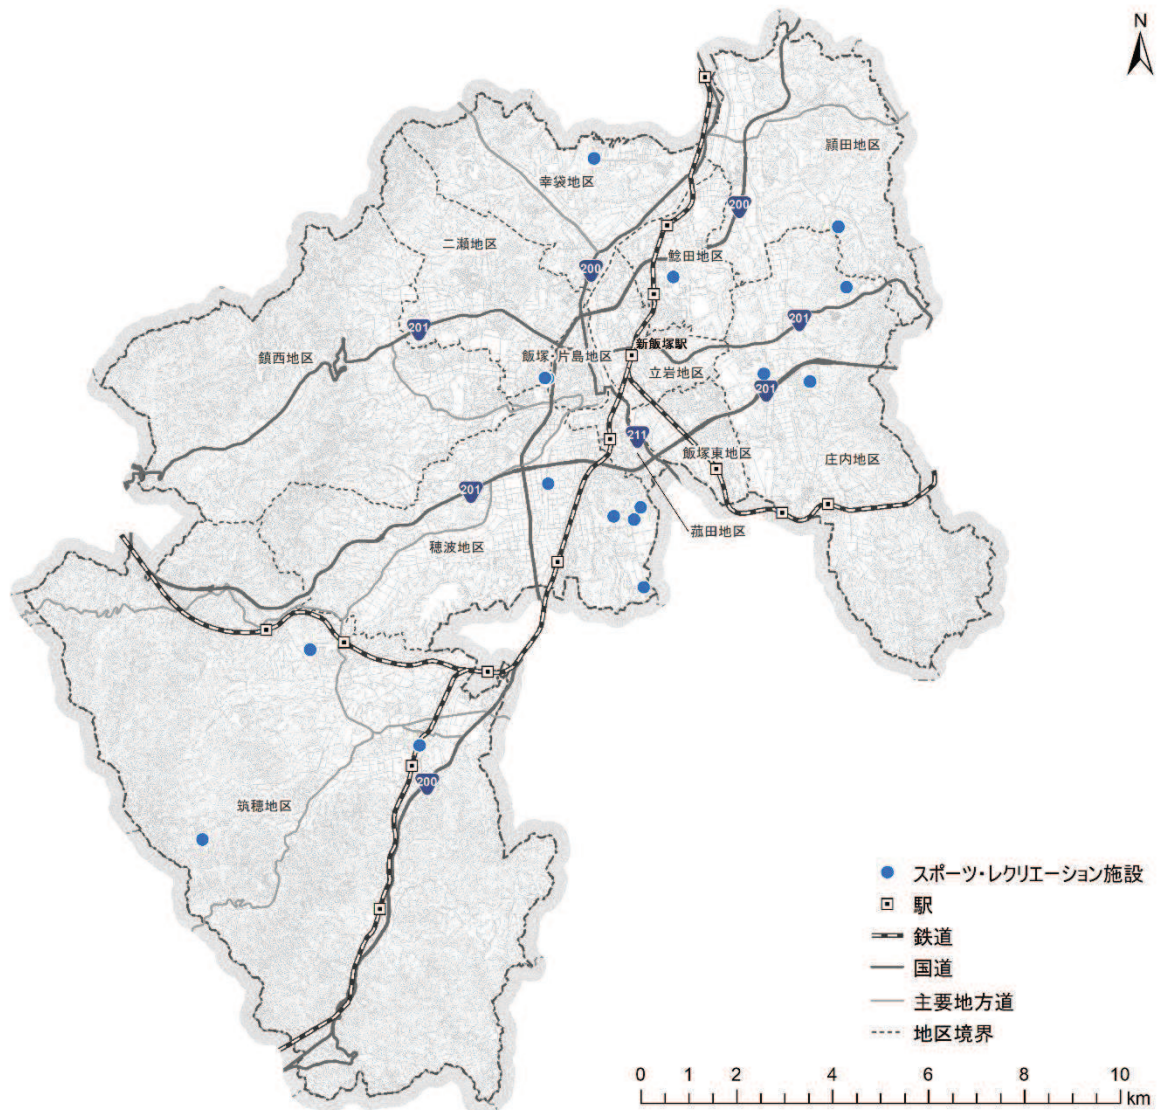 N
頴田地区
幸袋地区
200
二瀬地区
鯰田地区
200
201
201
新飯塚駅
飯塚・片島地区
鎮西地区
立岩地区
201
211
飯塚東地区
庄内地区
201
菰田地区
穂波地区
200
筑穂地区
スポーツ・レクリエーション施設
駅
鉄道
国道
主要地方道
地区境界
0 1 2 4 6 8 10
km